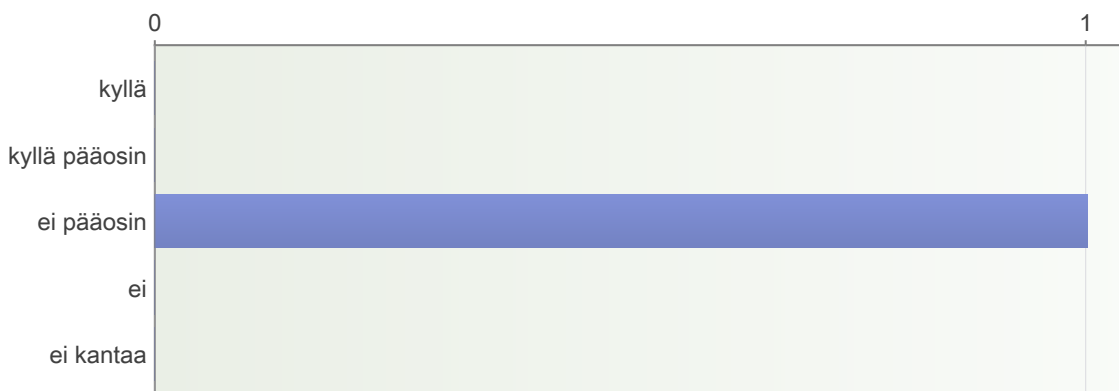 0 1
kyllä
kyllä pääosin
ei pääosin
ei
ei kantaa